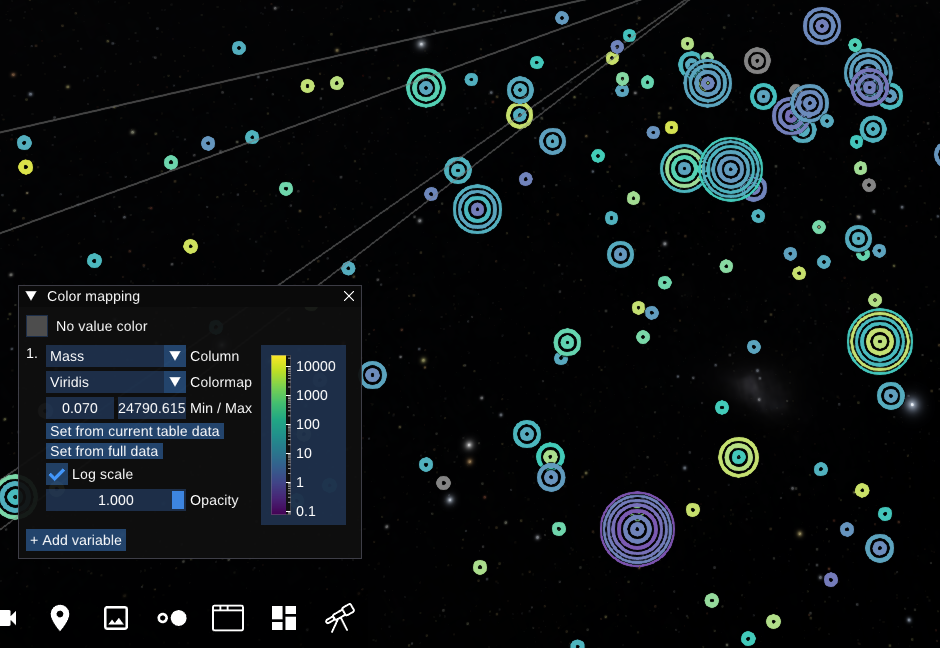 Color mapping
No value color
1. Mass Column
Viridis Colormap
0.070 24790.615 Min / Max
Set from current table data
Set from full data
Log scale
1.000 Opacity
10000
1000
100
10
1
0.1
+ Add variable